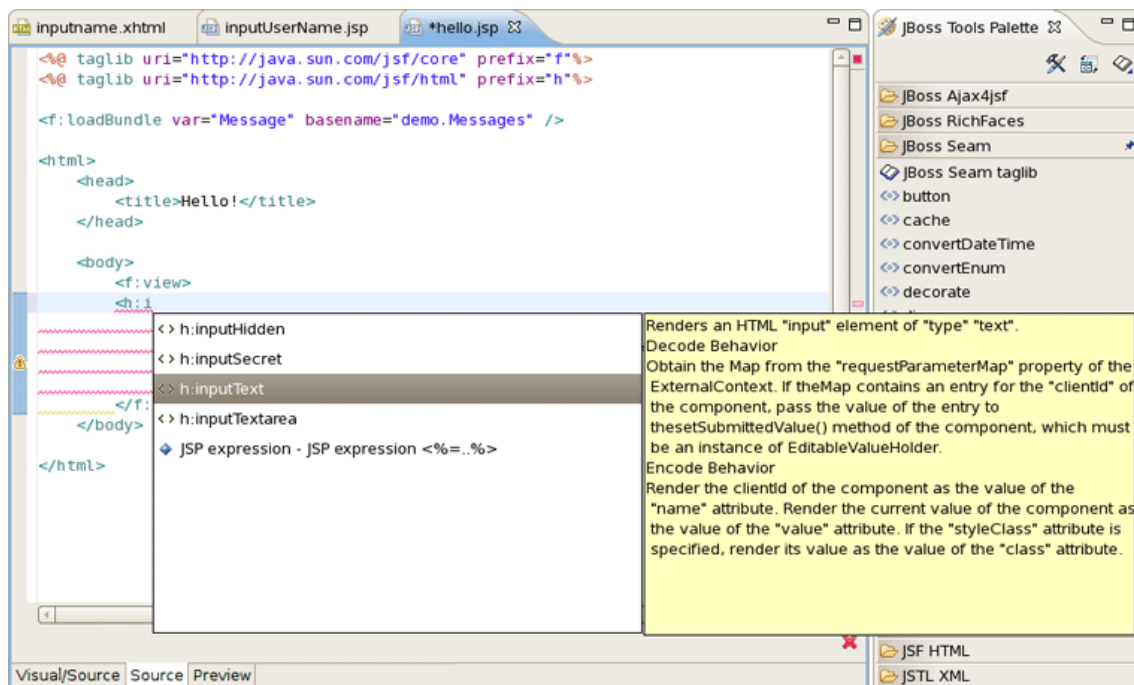 inputname.xhtml
inputUserName.jsp
*hello.jsp
JBoss Tools Palette
<%@ taglib uri="http://java.sun.com/jsf/core" prefix="f"%>
<%@ taglib uri="http://java.sun.com/jsf/html" prefix="h"%>
<f:loadBundle var="Message" basename="demo.Messages" />
<html>
<head>
<title>Hello!</title>
</head>
<body>
<f:view>
<h:i
</f:
</body>
</html>
h:inputHidden
h:inputSecret
h:inputText
h:inputTextarea
JSP expression - JSP expression <%=..%>
Renders an HTML "input" element of "type" "text".
Decode Behavior
Obtain the Map from the "requestParameterMap" property of the
ExternalContext. If theMap contains an entry for the "clientId" of
the component, pass the value of the entry to
thesetSubmittedValue() method of the component, which must
be an instance of EditableValueHolder.
Encode Behavior
Render the clientId of the component as the value of the
"name" attribute. Render the current value of the component as
the value of the "value" attribute. If the "styleClass" attribute is
specified, render its value as the value of the "class" attribute.
JBoss Ajax4jsf
JBoss RichFaces
JBoss Seam
JBoss Seam taglib
button
cache
convertDateTime
convertEnum
decorate
JSF HTML
JSTL XML
Visual/Source
Source
Preview